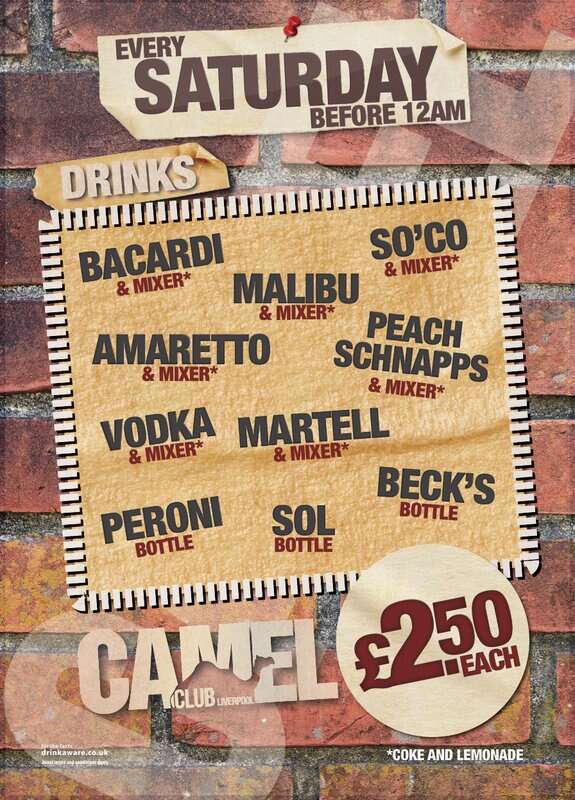 EVERY
SATURDAY
BEFORE 12AM
DRINKS
BACARDI
& MIXER*
SO'CO
& MIXER*
MALIBU
& MIXER*
AMARETTO
& MIXER*
PEACH
SCHNAPPS
& MIXER*
VODKA
& MIXER*
MARTELL
& MIXER*
PERONI
BOTTLE
SOL
BOTTLE
BECK'S
BOTTLE
£2.50
EACH
CAMEL
CLUB LIVERPOOL
drinkaware.co.uk
*COKE AND LEMONADE